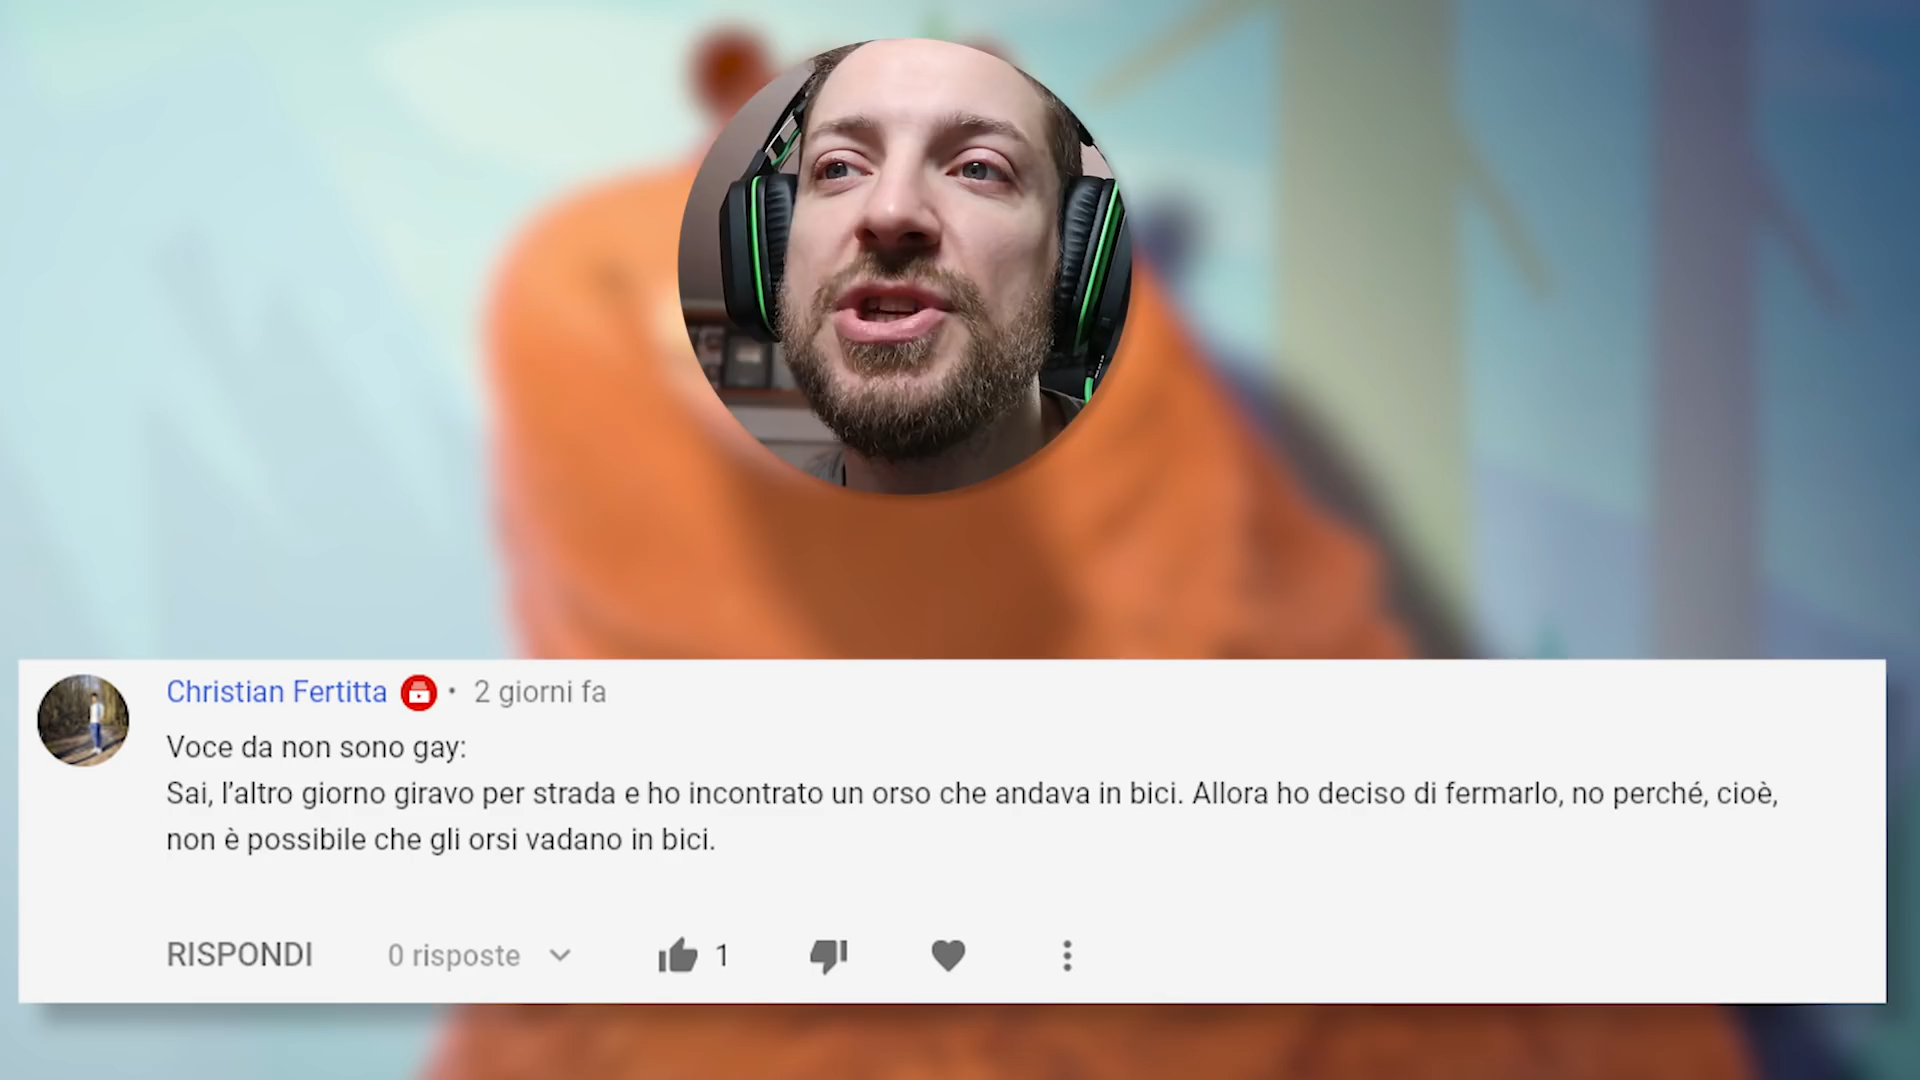 Christian Fertitta • 2 giorni fa
Voce da non sono gay:
Sai, l'altro giorno giravo per strada e ho incontrato un orso che andava in bici. Allora ho deciso di fermarlo, no perché, cioè,
non è possibile che gli orsi vadano in bici.
RISPONDI 0 risposte 1